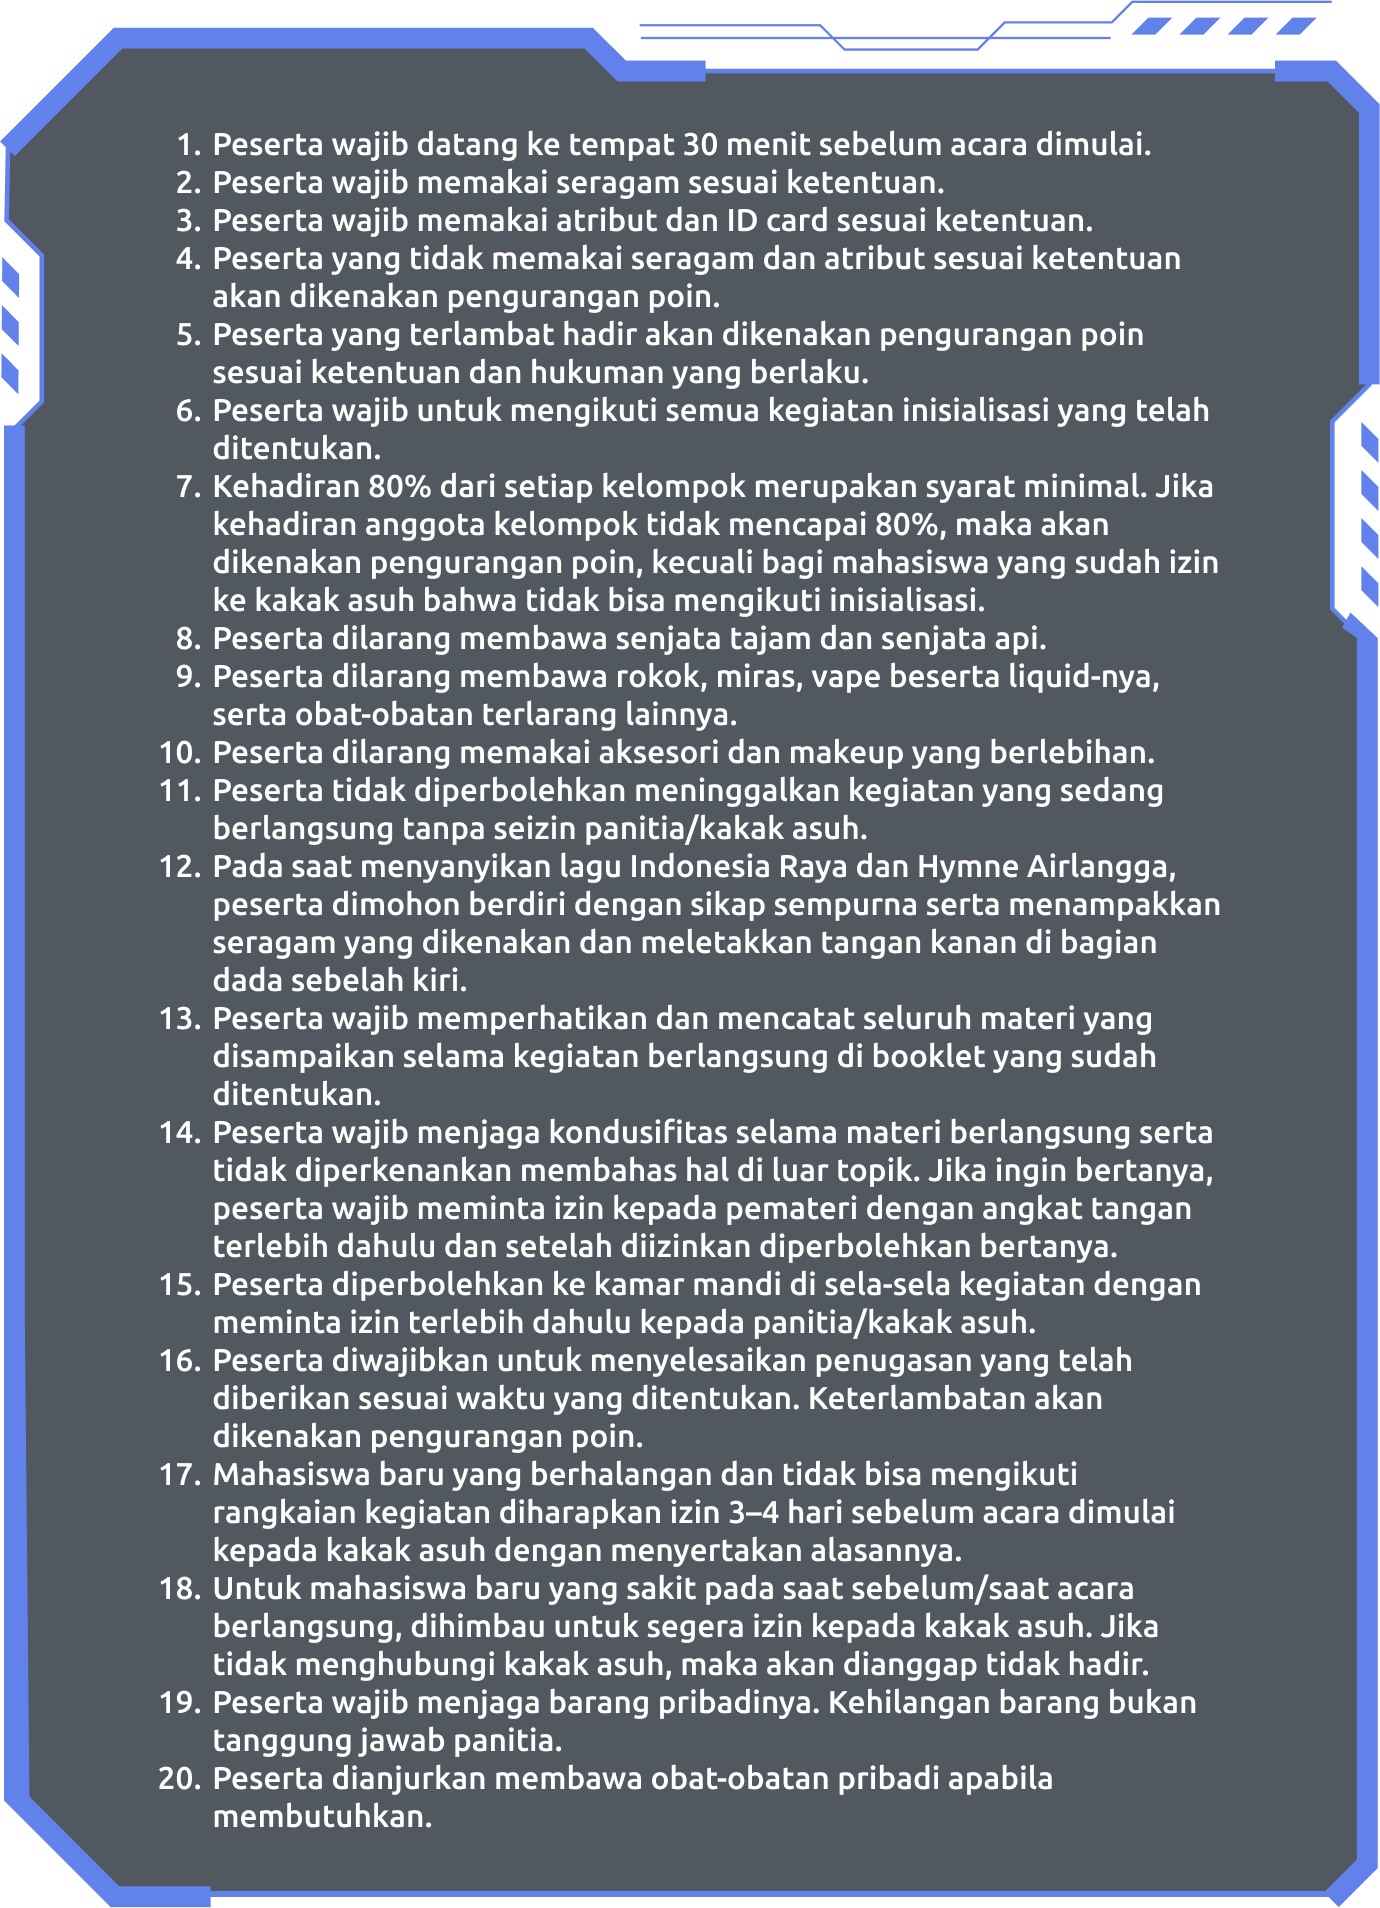 1. Peserta wajib datang ke tempat 30 menit sebelum acara dimulai.
2. Peserta wajib memakai seragam sesuai ketentuan.
3. Peserta wajib memakai atribut dan ID card sesuai ketentuan.
4. Peserta yang tidak memakai seragam dan atribut sesuai ketentuan
akan dikenakan pengurangan poin.
5. Peserta yang terlambat hadir akan dikenakan pengurangan poin
sesuai ketentuan dan hukuman yang berlaku.
6. Peserta wajib untuk mengikuti semua kegiatan inisialisasi yang telah
ditentukan.
7. Kehadiran 80% dari setiap kelompok merupakan syarat minimal. Jika
kehadiran anggota kelompok tidak mencapai 80%, maka akan
dikenakan pengurangan poin, kecuali bagi mahasiswa yang sudah izin
ke kakak asuh bahwa tidak bisa mengikuti inisialisasi.
8. Peserta dilarang membawa senjata tajam dan senjata api.
9. Peserta dilarang membawa rokok, miras, vape beserta liquid-nya,
serta obat-obatan terlarang lainnya.
10. Peserta dilarang memakai aksesori dan makeup yang berlebihan.
11. Peserta tidak diperbolehkan meninggalkan kegiatan yang sedang
berlangsung tanpa seizin panitia/kakak asuh.
12. Pada saat menyanyikan lagu Indonesia Raya dan Hymne Airlangga,
peserta dimohon berdiri dengan sikap sempurna serta menampakkan
seragam yang dikenakan dan meletakkan tangan kanan di bagian
dada sebelah kiri.
13. Peserta wajib memperhatikan dan mencatat seluruh materi yang
disampaikan selama kegiatan berlangsung di booklet yang sudah
ditentukan.
14. Peserta wajib menjaga kondusifitas selama materi berlangsung serta
tidak diperkenankan membahas hal di luar topik. Jika ingin bertanya,
peserta wajib meminta izin kepada pemateri dengan angkat tangan
terlebih dahulu dan setelah diizinkan diperbolehkan bertanya.
15. Peserta diperbolehkan ke kamar mandi di sela-sela kegiatan dengan
meminta izin terlebih dahulu kepada panitia/kakak asuh.
16. Peserta diwajibkan untuk menyelesaikan penugasan yang telah
diberikan sesuai waktu yang ditentukan. Keterlambatan akan
dikenakan pengurangan poin.
17. Mahasiswa baru yang berhalangan dan tidak bisa mengikuti
rangkaian kegiatan diharapkan izin 3–4 hari sebelum acara dimulai
kepada kakak asuh dengan menyertakan alasannya.
18. Untuk mahasiswa baru yang sakit pada saat sebelum/saat acara
berlangsung, dihimbau untuk segera izin kepada kakak asuh. Jika
tidak menghubungi kakak asuh, maka akan dianggap tidak hadir.
19. Peserta wajib menjaga barang pribadinya. Kehilangan barang bukan
tanggung jawab panitia.
20. Peserta dianjurkan membawa obat-obatan pribadi apabila
membutuhkan.